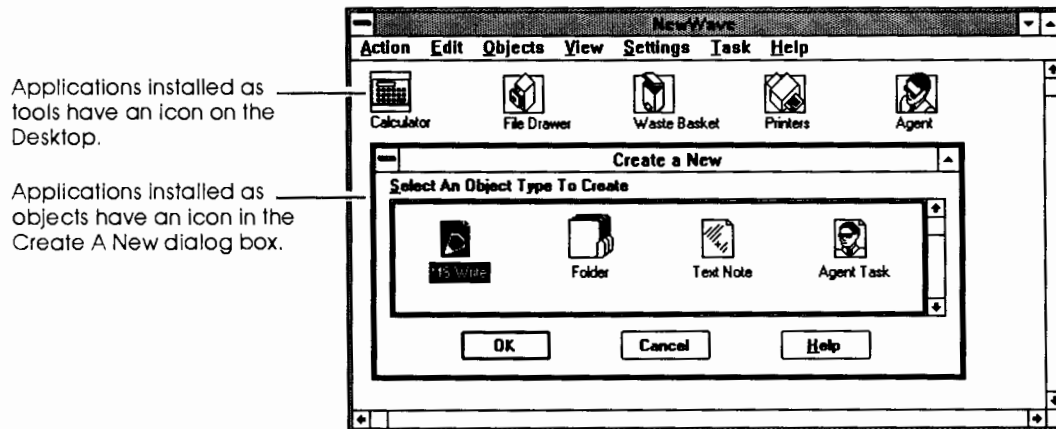 NewWave
Action Edit Objects View Settings Task Help
Applications installed as
tools have an icon on the
Desktop.
Calculator File Drawer Waste Basket Printers Agent
Create a New
Applications installed as
objects have an icon in the
Create A New dialog box.
Select An Object Type To Create
MS Write Folder Text Note Agent Task
OK Cancel Help